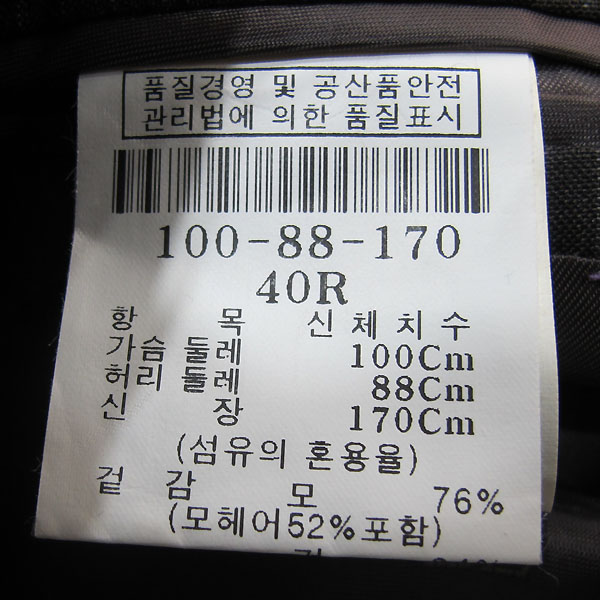 품질경영 및 공산품안전
관리법에 의한 품질표시
100-88-170
40R
항 목 신체치수
가슴 둘레 100Cm
허리 둘레 88Cm
신 장 170Cm
(섬유의 혼용율)
겉 감 모 76%
(모헤어52%포함)